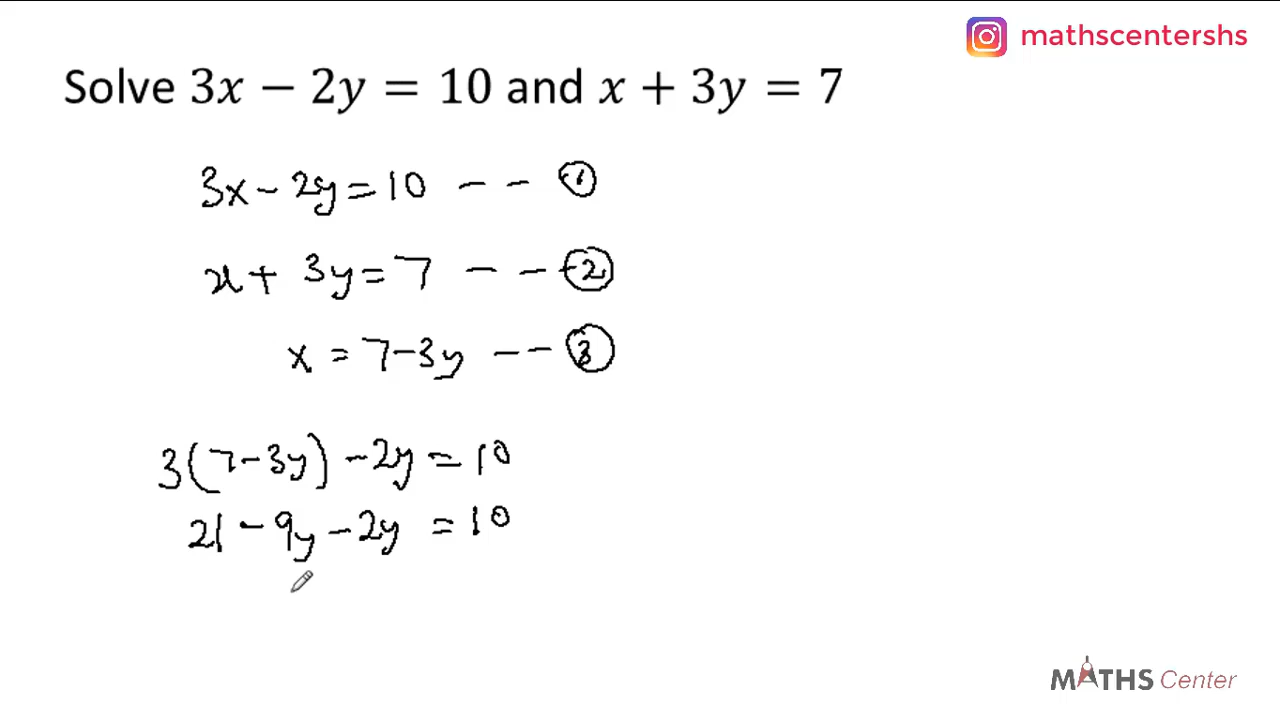 mathscentershs
Solve 3x − 2y = 10 and x + 3y = 7
3x − 2y = 10 - - ①
x + 3y = 7 - - ②
x = 7 − 3y - - ③
3(7 − 3y) − 2y = 10
21 − 9y − 2y = 10
MATHS Center